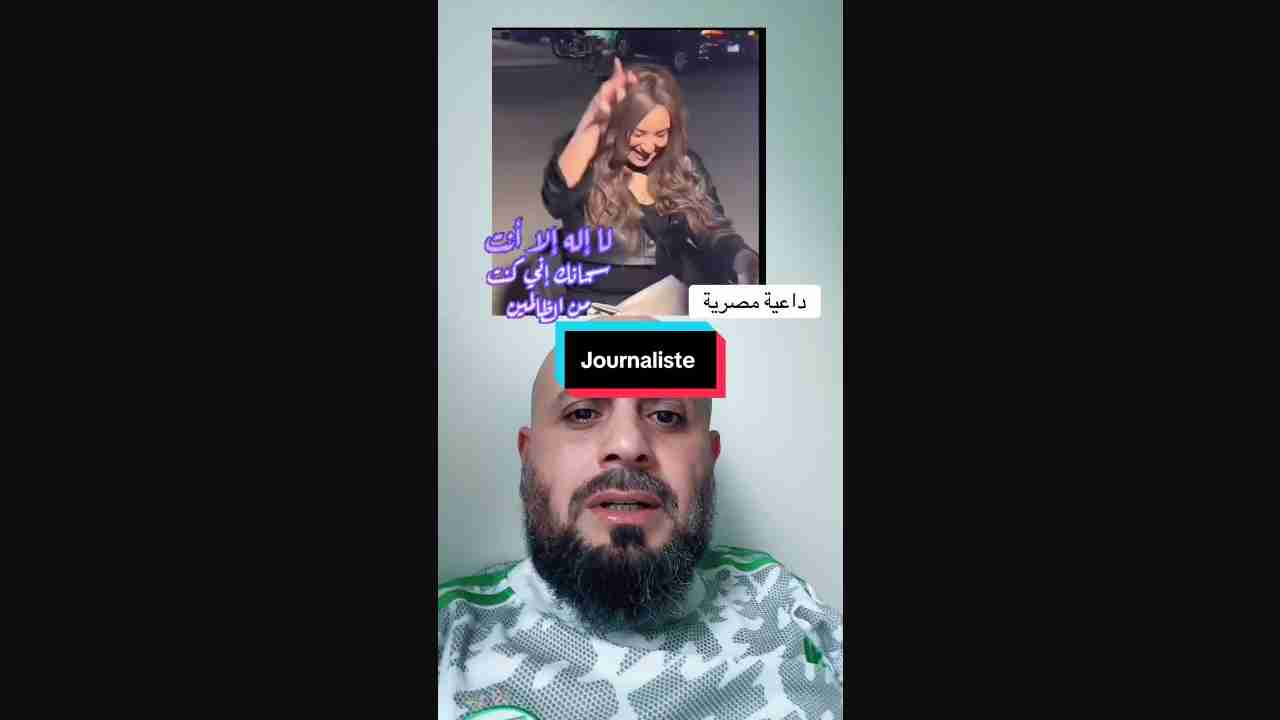 لا إله إلا أنت
سبحانك إني كنت
من الظالمين
داعية مصرية
Journaliste